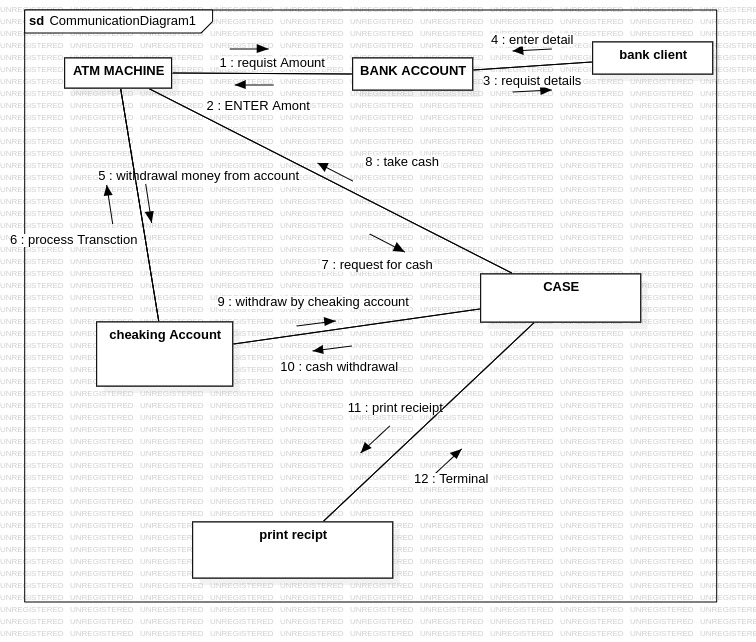 sd CommunicationDiagram1
4 : enter detail
ATM MACHINE
1 : requist Amount
BANK ACCOUNT
bank client
3 : requist details
2 : ENTER Amont
8 : take cash
5 : withdrawal money from account
6 : process Transction
7 : request for cash
CASE
9 : withdraw by cheaking account
cheaking Account
10 : cash withdrawal
11 : print recieipt
12 : Terminal
print recipt
UNREGISTERED